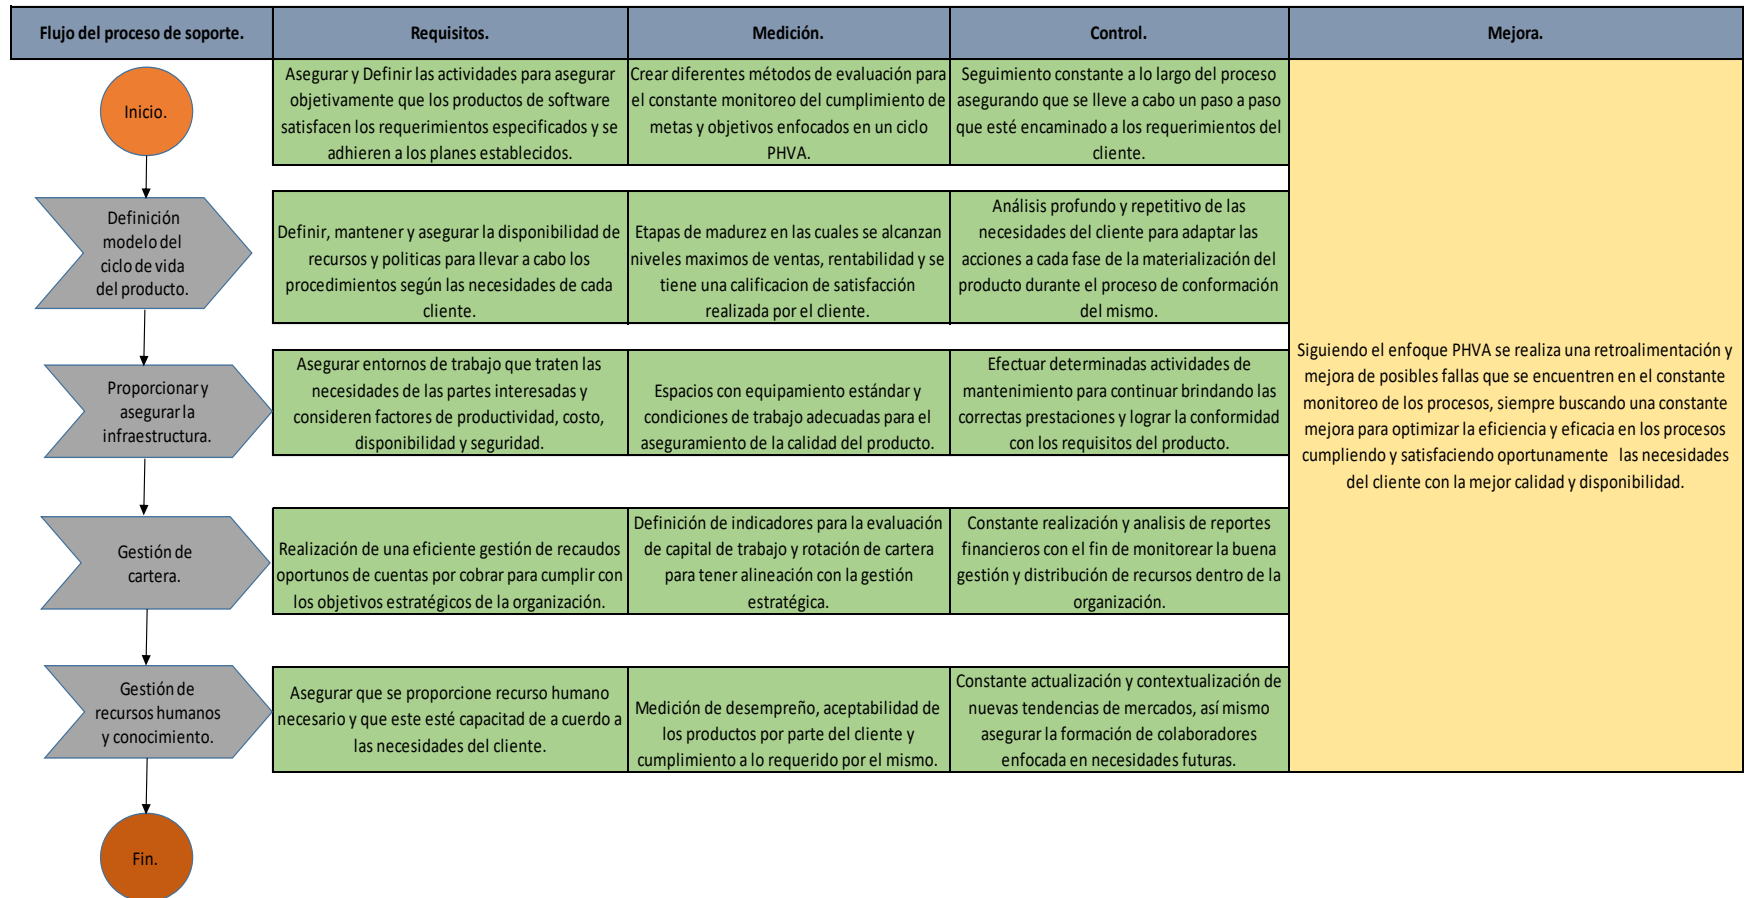 Flujo del proceso de soporte.
Requisitos.
Medición.
Control.
Mejora.
Inicio.
Asegurar y Definir las actividades para asegurar
objetivamente que los productos de software
satisfacen los requerimientos especificados y se
adhieren a los planes establecidos.
Crear diferentes métodos de evaluación para
el constante monitoreo del cumplimiento de
metas y objetivos enfocados en un ciclo
PHVA.
Seguimiento constante a lo largo del proceso
asegurando que se lleve a cabo un paso a paso
que esté encaminado a los requerimientos del
cliente.
Definición
modelo del
ciclo de vida
del producto.
Definir, mantener y asegurar la disponibilidad de
recursos y politicas para llevar a cabo los
procedimientos según las necesidades de cada
cliente.
Etapas de madurez en las cuales se alcanzan
niveles maximos de ventas, rentabilidad y se
tiene una calificacion de satisfacción
realizada por el cliente.
Análisis profundo y repetitivo de las
necesidades del cliente para adaptar las
acciones a cada fase de la materialización del
producto durante el proceso de conformación
del mismo.
Proporcionar y
asegurar la
infraestructura.
Asegurar entornos de trabajo que traten las
necesidades de las partes interesadas y
consideren factores de productividad, costo,
disponibilidad y seguridad.
Espacios con equipamiento estándar y
condiciones de trabajo adecuadas para el
aseguramiento de la calidad del producto.
Efectuar determinadas actividades de
mantenimiento para continuar brindando las
correctas prestaciones y lograr la conformidad
con los requisitos del producto.
Siguiendo el enfoque PHVA se realiza una retroalimentación y
mejora de posibles fallas que se encuentren en el constante
monitoreo de los procesos, siempre buscando una constante
mejora para optimizar la eficiencia y eficacia en los procesos
cumpliendo y satisfaciendo oportunamente las necesidades
del cliente con la mejor calidad y disponibilidad.
Gestión de
cartera.
Realización de una eficiente gestión de recaudos
oportunos de cuentas por cobrar para cumplir con
los objetivos estratégicos de la organización.
Definición de indicadores para la evaluación
de capital de trabajo y rotación de cartera
para tener alineación con la gestión
estratégica.
Constante realización y analisis de reportes
financieros con el fin de monitorear la buena
gestión y distribución de recursos dentro de la
organización.
Gestión de
recursos humanos
y conocimiento.
Asegurar que se proporcione recurso humano
necesario y que este esté capacitad de a cuerdo a
las necesidades del cliente.
Medición de desempreño, aceptabilidad de
los productos por parte del cliente y
cumplimiento a lo requerido por el mismo.
Constante actualización y contextualización de
nuevas tendencias de mercados, así mismo
asegurar la formación de colaboradores
enfocada en necesidades futuras.
Fin.